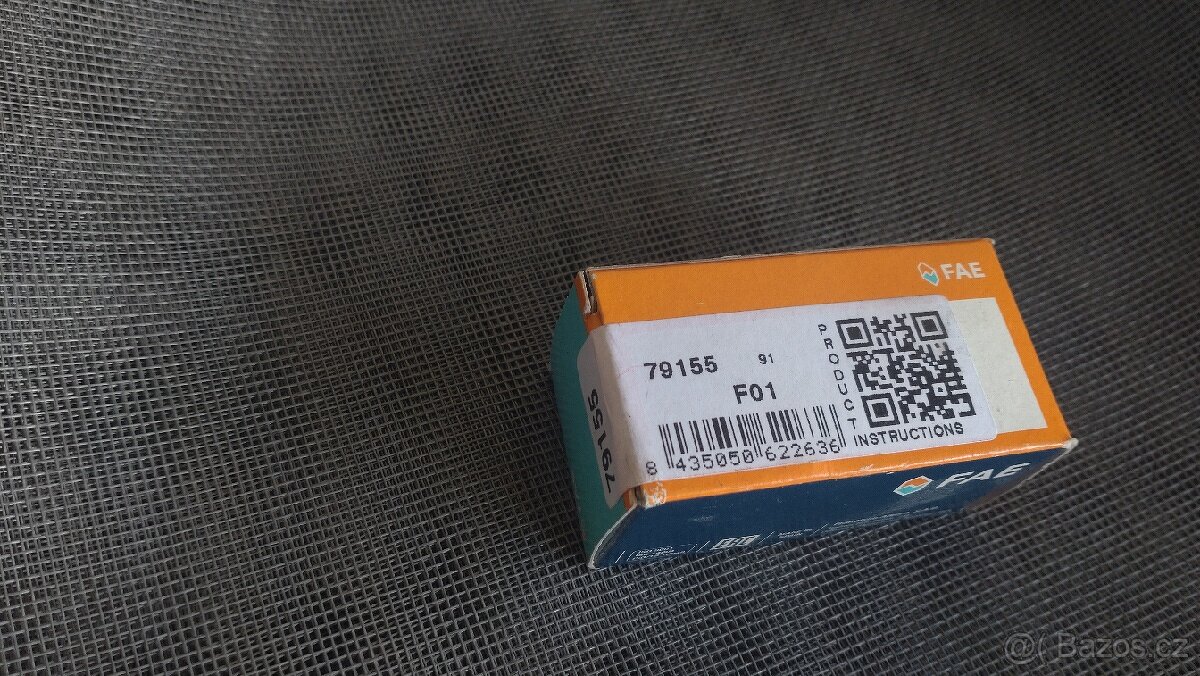 FAE
79155 91
F01
PRODUCT
INSTRUCTIONS
8 435050 622636
79155
FAE
@( Bazos.cz